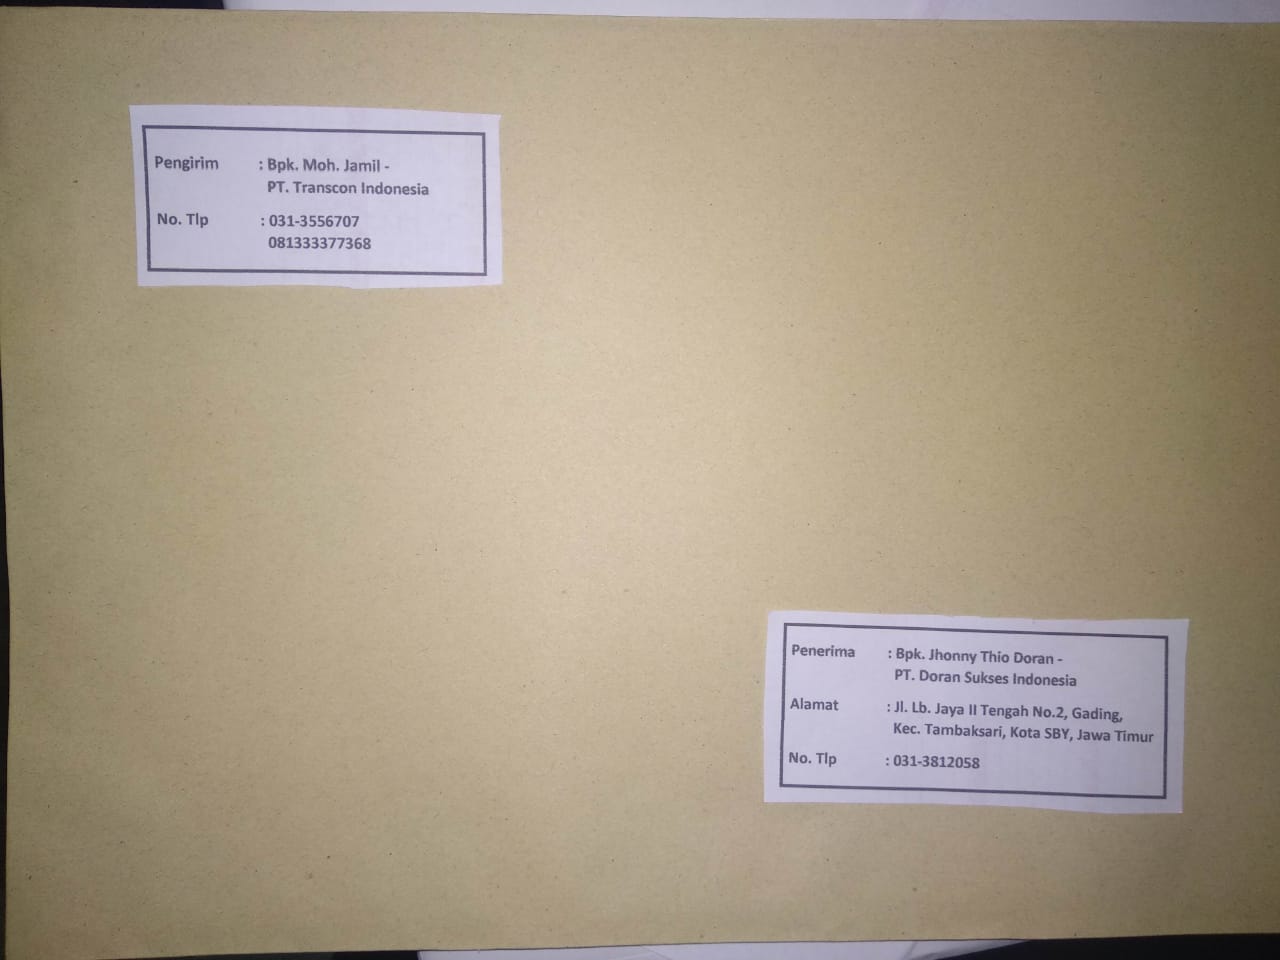 Pengirim : Bpk. Moh. Jamil -
PT. Transcon Indonesia
No. Tlp : 031-3556707
081333377368
Penerima : Bpk. Jhonny Thio Doran -
PT. Doran Sukses Indonesia
Alamat : Jl. Lb. Jaya II Tengah No.2, Gading,
Kec. Tambaksari, Kota SBY, Jawa Timur
No. Tlp : 031-3812058